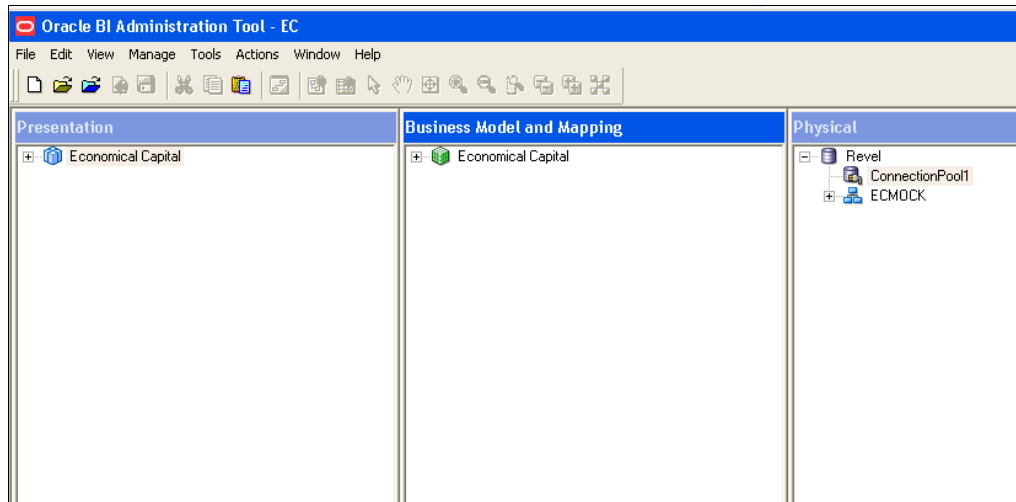 Oracle BI Administration Tool - EC
File Edit View Manage Tools Actions Window Help
Presentation
Economical Capital
Business Model and Mapping
Economical Capital
Physical
Revel
ConnectionPool1
ECMOCK